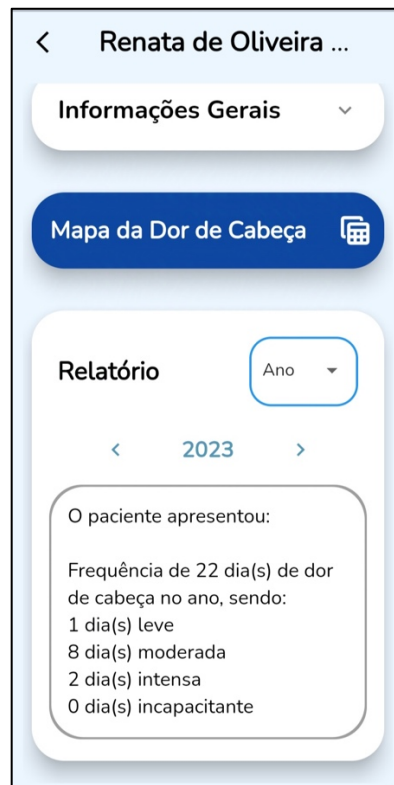 Renata de Oliveira ...
Informações Gerais
Mapa da Dor de Cabeça
Relatório
Ano
2023
O paciente apresentou:
Frequência de 22 dia(s) de dor
de cabeça no ano, sendo:
1 dia(s) leve
8 dia(s) moderada
2 dia(s) intensa
0 dia(s) incapacitante